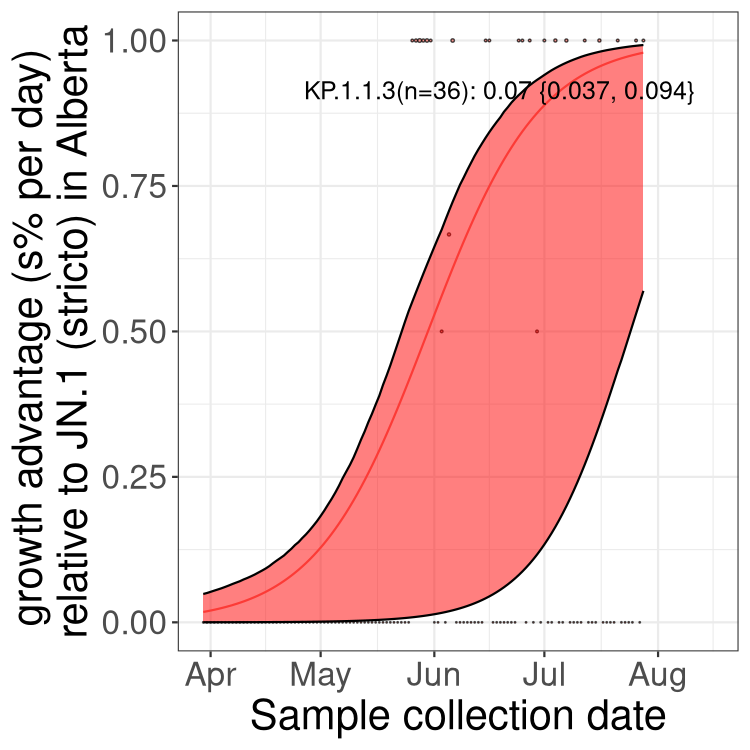 growth advantage (s% per day)
relative to JN.1 (stricto) in Alberta
1.00
0.75
0.50
0.25
0.00
KP.1.1.3(n=36): 0.07 {0.037, 0.094}
Apr May Jun Jul Aug
Sample collection date